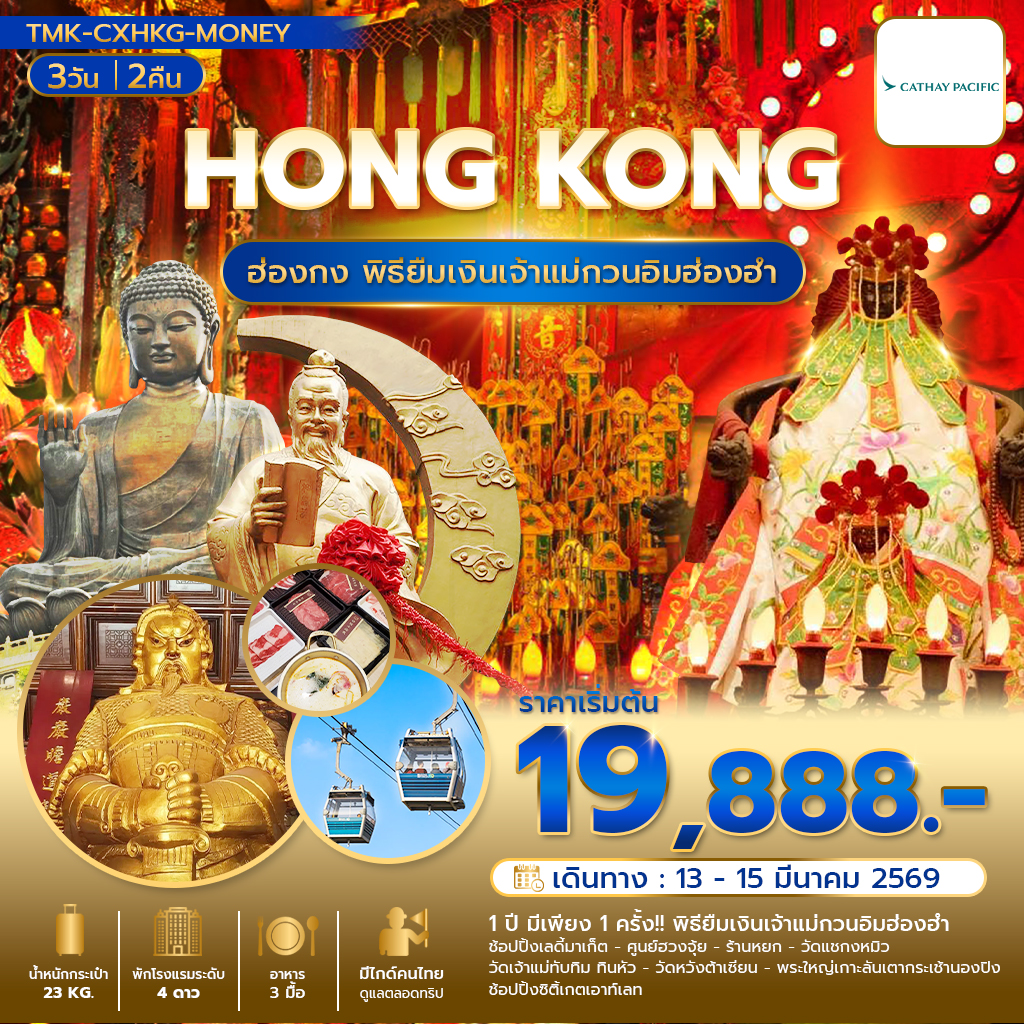 TMK-CXHKG-MONEY
3วัน | 2คืน
CATHAY PACIFIC
HONG KONG
ฮ่องกง พิธียืมเงินเจ้าแม่กวนอิมฮ่องฮำ
音
ราคาเริ่มต้น
19,888.-
เดินทาง : 13 - 15 มีนาคม 2569
1 ปี มีเพียง 1 ครั้ง!! พิธียืมเงินเจ้าแม่กวนอิมฮ่องฮำ
ช้อปปิ้งเลดี้มาเก็ต - ศูนย์ฮวงจุ้ย - ร้านหยก - วัดแชกงหมิว
วัดเจ้าแม่ทับทิม ทินหัว - วัดหวังต้าเซียน - พระใหญ่เกาะลันเตากระเช้านองปิง
ช้อปปิ้งซิตี้เกตเอาท์เลท
น้ำหนักกระเป๋า
23 KG.
พักโรงแรมระดับ
4 ดาว
อาหาร
3 มื้อ
มีไกด์คนไทย
ดูแลตลอดทริป